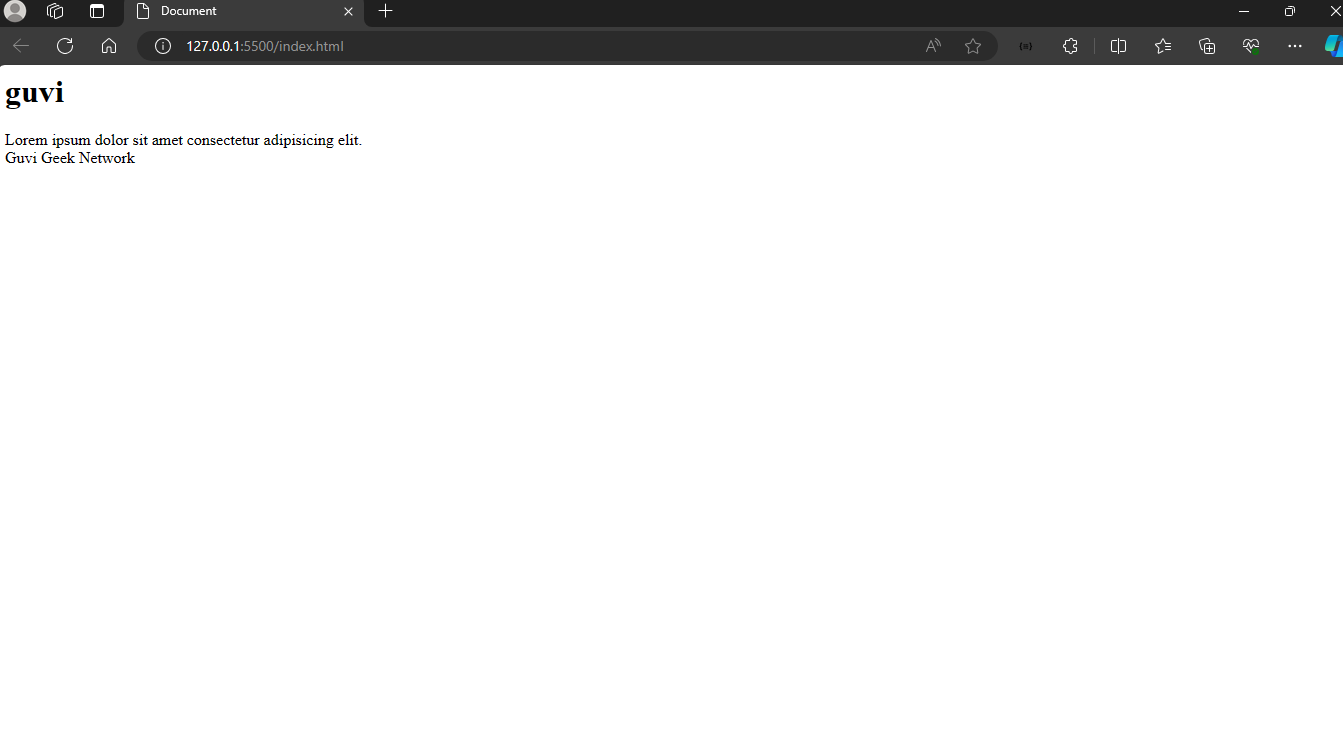 Document
127.0.0.1:5500/index.html
guvi
Lorem ipsum dolor sit amet consectetur adipisicing elit.
Guvi Geek Network